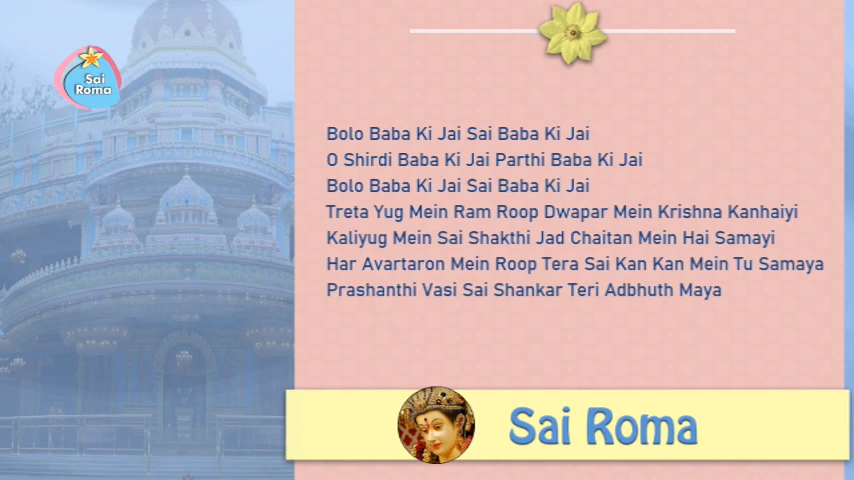 Sai
Roma
Bolo Baba Ki Jai Sai Baba Ki Jai
O Shirdi Baba Ki Jai Parthi Baba Ki Jai
Bolo Baba Ki Jai Sai Baba Ki Jai
Treta Yug Mein Ram Roop Dwapar Mein Krishna Kanhaiyi
Kaliyug Mein Sai Shakthi Jad Chaitan Mein Hai Samayi
Har Avartaron Mein Roop Tera Sai Kan Kan Mein Tu Samaya
Prashanthi Vasi Sai Shankar Teri Adbhuth Maya
Sai Roma